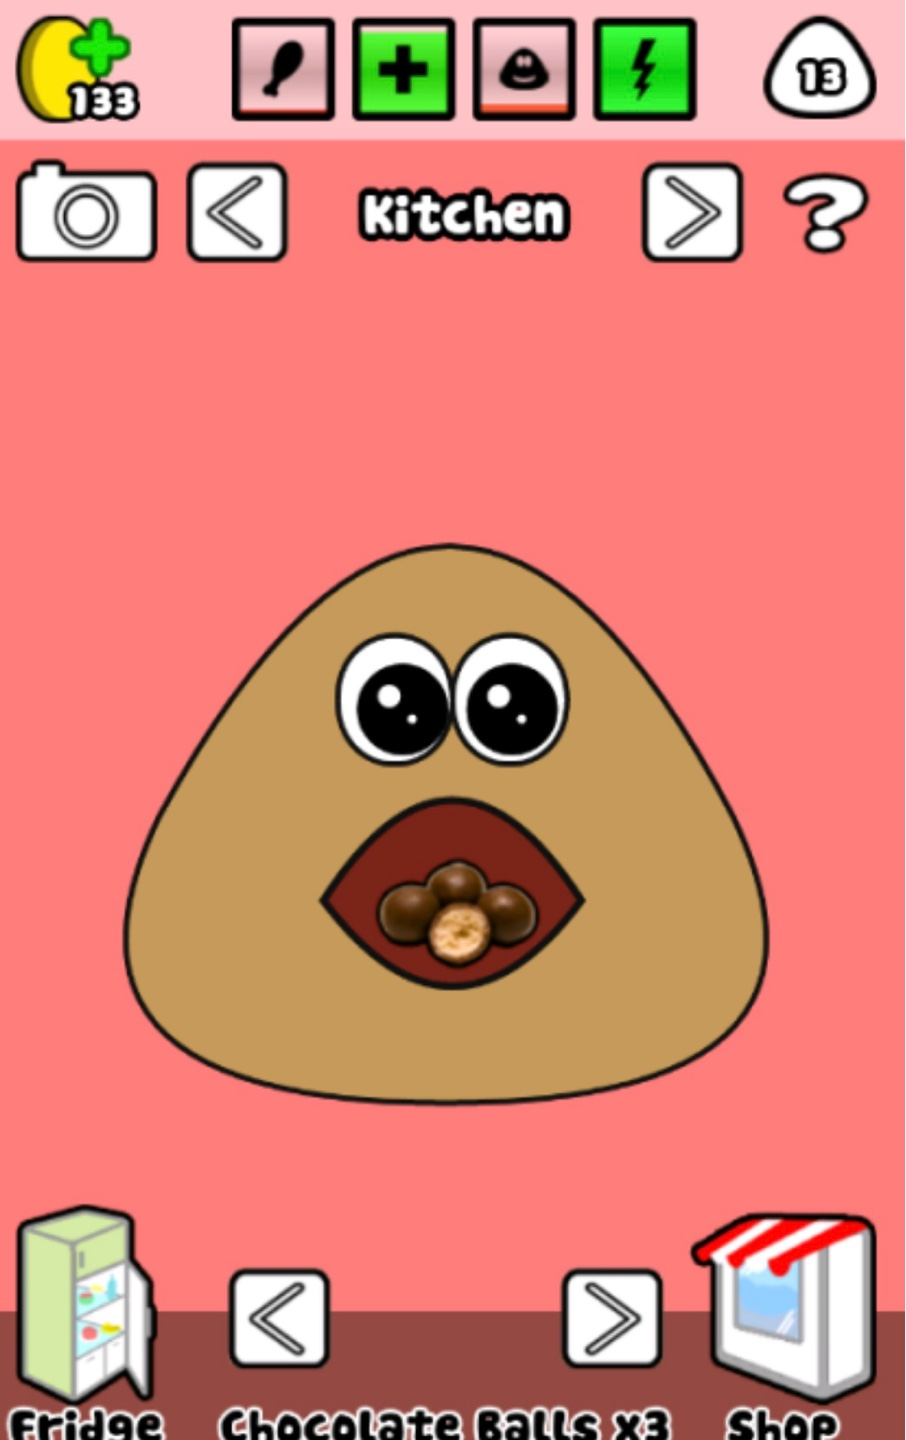 133
13
Kitchen
?
Fridge
Chocolate Balls x3
Shop